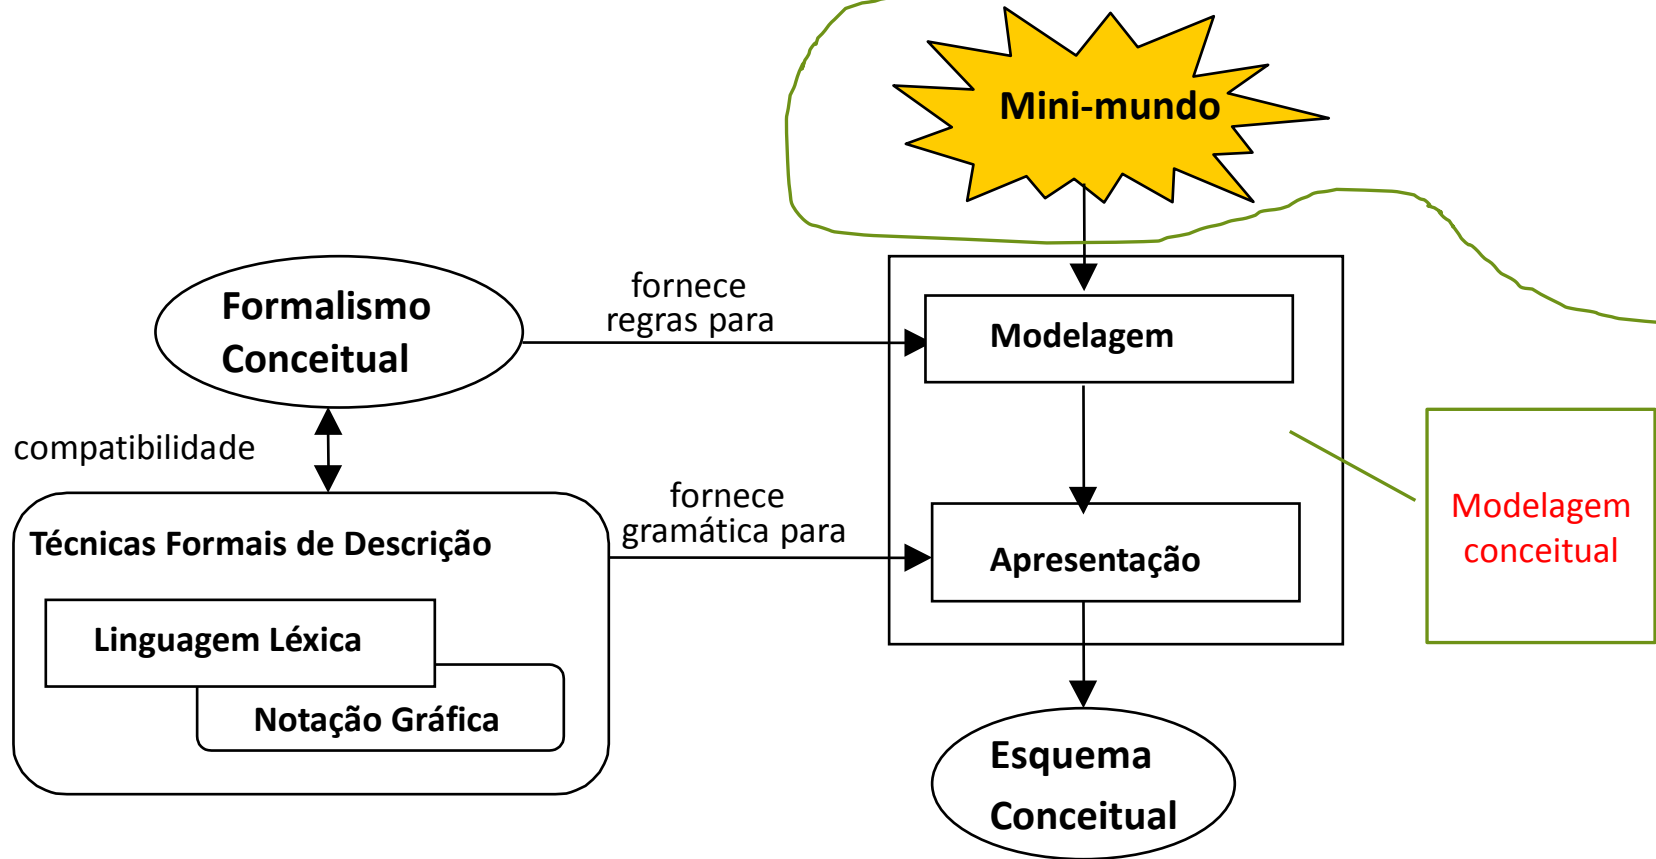 Mini-mundo
Formalismo
Conceitual
fornece
regras para
Modelagem
compatibilidade
fornece
gramática para
Técnicas Formais de Descrição
Linguagem Léxica
Notação Gráfica
Apresentação
Modelagem
conceitual
Esquema
Conceitual